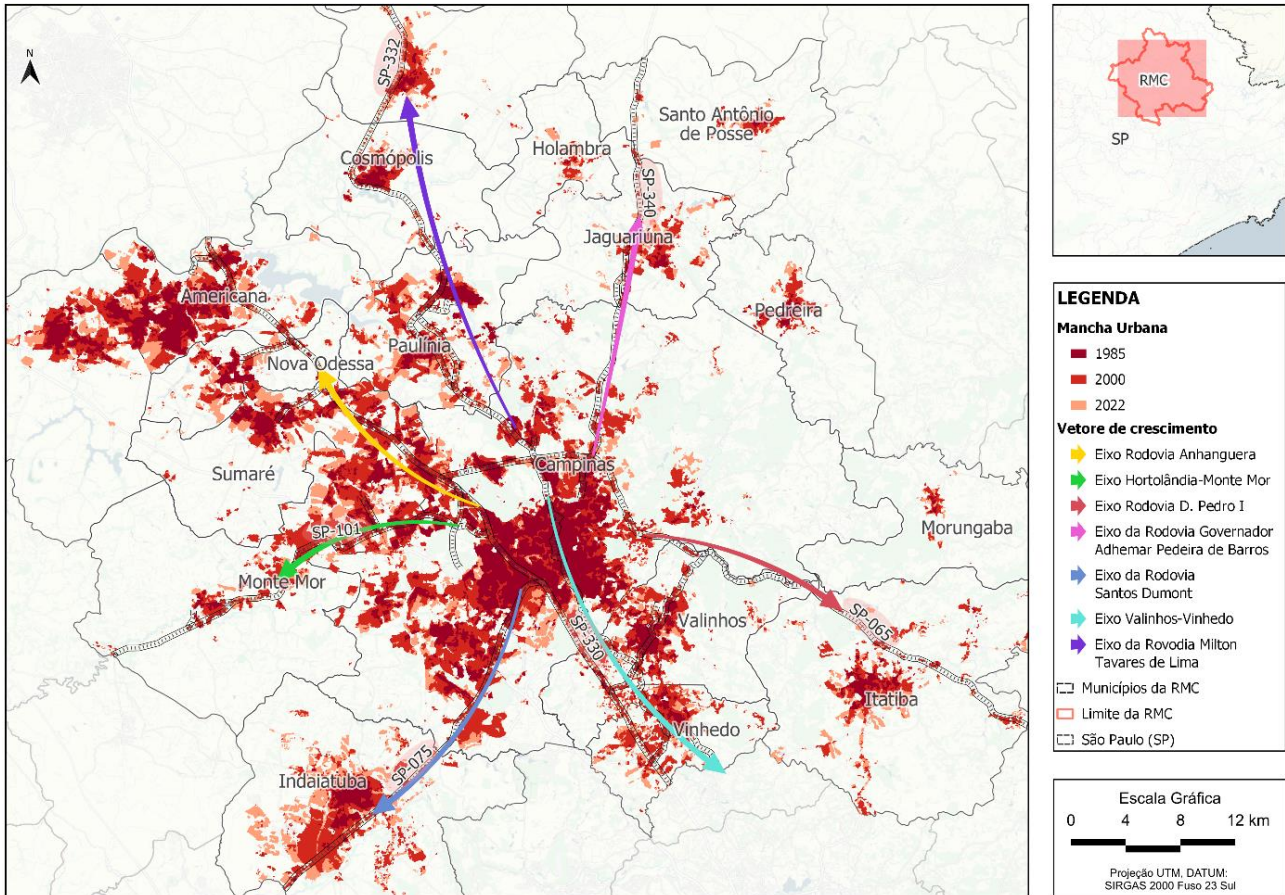 N
SP-332
Santo Antônio
de Posse
Holambra
Cosmópolis
SP-340
Jaguariuna
Americana
Pedreira
Paulínia
Nova Odessa
Campinas
Sumaré
Morungaba
SP-101
Monte Mor
Valinhos
SP-065
SP-330
Itatiba
Vinhedo
SP-075
Indaiatuba
RMC
SP
LEGENDA
Mancha Urbana
1985
2000
2022
Vetore de crescimento
Eixo Rodovia Anhanguera
Eixo Hortolândia-Monte Mor
Eixo Rodovia D. Pedro I
Eixo da Rodovia Governador
Adhemar Pedeira de Barros
Eixo da Rodovia
Santos Dumont
Eixo Valinhos-Vinhedo
Eixo da Rovodia Milton
Tavares de Lima
Municípios da RMC
Limite da RMC
São Paulo (SP)
Escala Gráfica
0 4 8 12 km
Projeção UTM, DATUM:
SIRGAS 2000 Fuso 23 Sul